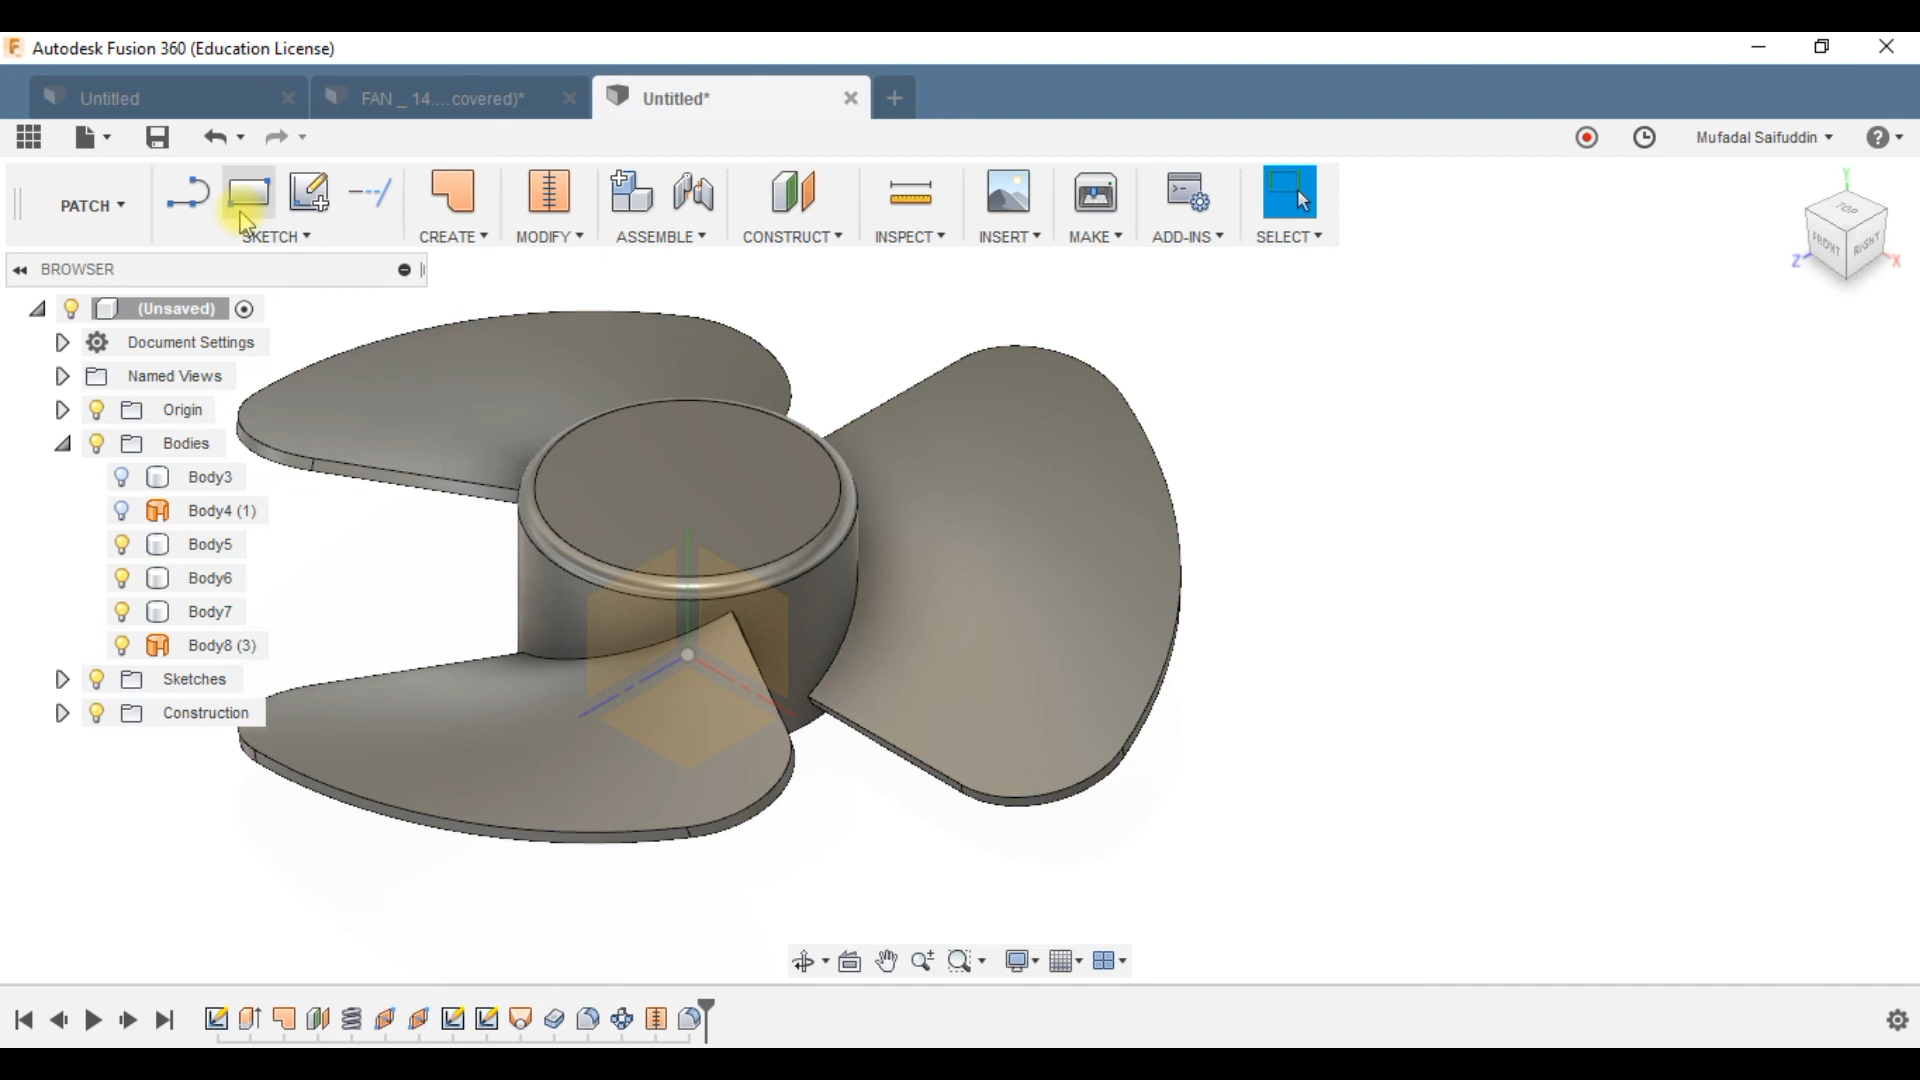 Autodesk Fusion 360 (Education License)
Untitled
FAN _ 14....covered)*
Untitled*
Mufadal Saifuddin
PATCH
SKETCH
CREATE
MODIFY
ASSEMBLE
CONSTRUCT
INSPECT
INSERT
MAKE
ADD-INS
SELECT
Y
TOP
FRONT
RIGHT
Z
X
BROWSER
(Unsaved)
Document Settings
Named Views
Origin
Bodies
Body3
Body4 (1)
Body5
Body6
Body7
Body8 (3)
Sketches
Construction